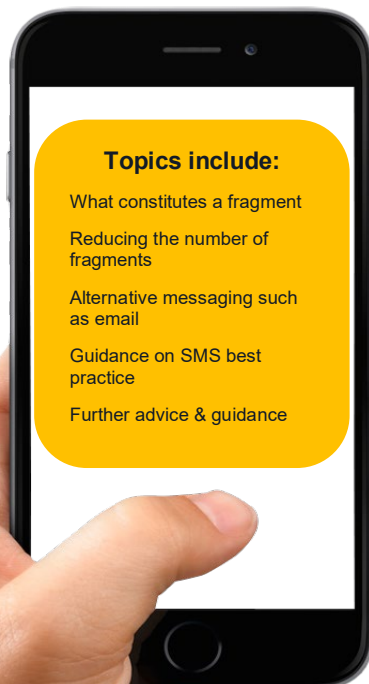 Topics include:
What constitutes a fragment
Reducing the number of
fragments
Alternative messaging such
as email
Guidance on SMS best
practice
Further advice & guidance